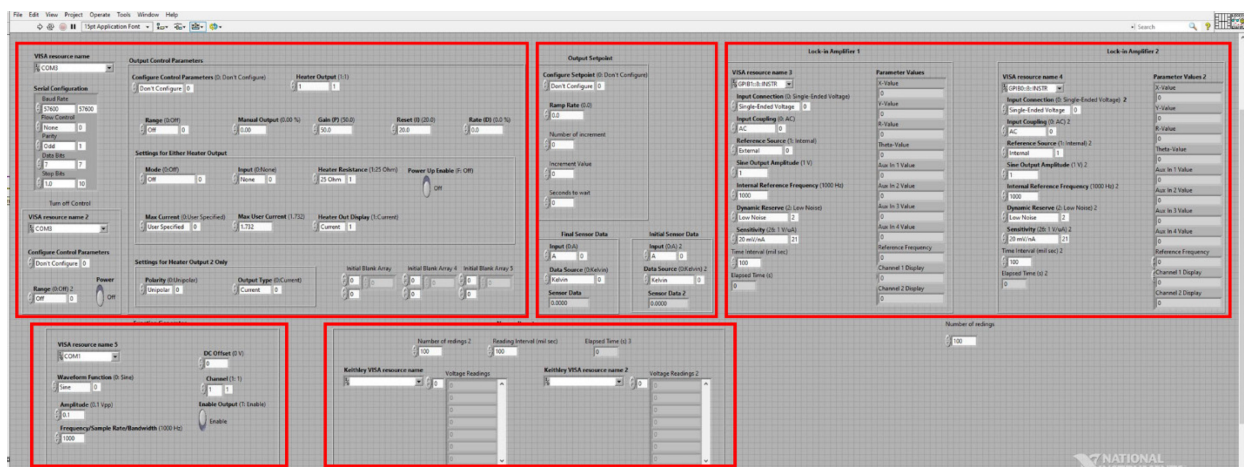 File Edit View Project Operate Tools Window Help
15pt Application Font
Search
VISA resource name
COM3
Serial Configuration
Baud Rate
57600 57600
Flow Control
None 0
Parity
Odd 1
Data Bits
7 7
Stop Bits
1.0 10
Turn off Control
VISA resource name 2
COM3
Configure Control Parameters
Don't Configure 0
Power
Range (0:Off) 2
Off 0
Off
Output Control Parameters
Configure Control Parameters (0: Don't Configure)
Don't Configure 0
Heater Output (1:1)
1 1
Range (0:Off)
Off 0
Manual Output (0.00 %)
0.00
Gain (P) (50.0)
50.0
Reset (I) (20.0)
20.0
Rate (D) (0.0 %)
0.0
Settings for Either Heater Output
Mode (0:Off)
Off 0
Input (0:None)
None 0
Heater Resistance (1:25 Ohm)
25 Ohm 1
Power Up Enable (F: Off)
Off
Max Current (0:User Specified)
User Specified 0
Max User Current (1.732)
1.732
Heater Out Display (1:Current)
Current 1
Settings for Heater Output 2 Only
Polarity (0:Unipolar)
Unipolar 0
Output Type (0:Current)
Current 0
Initial Blank Array
0 0
0
Initial Blank Array 4
0 0
0
Initial Blank Array 5
0 0
0
Output Setpoint
Configure Setpoint (0: Don't Configure)
Don't Configure 0
Ramp Rate (0.0)
0.0
Number of increment
0
Increment Value
0
Seconds to wait
0
Final Sensor Data
Input (0:A)
A 0
Data Source (0:Kelvin)
Kelvin 0
Sensor Data
0.0000
Initial Sensor Data
Input (0:A) 2
A 0
Data Source (0:Kelvin) 2
Kelvin 0
Sensor Data 2
0.0000
Lock-in Amplifier 1
VISA resource name 3
GPIB1::8::INSTR
Input Connection (0: Single-Ended Voltage)
Single-Ended Voltage 0
Input Coupling (0: AC)
AC 0
Reference Source (1: Internal)
External 0
Sine Output Amplitude (1 V)
1
Internal Reference Frequency (1000 Hz)
1000
Dynamic Reserve (2: Low Noise)
Low Noise 2
Sensitivity (26: 1 V/uA)
20 mV/nA 21
Time Interval (mil sec)
100
Elapsed Time (s)
0
Parameter Values
X-Value
0
Y-Value
0
R-Value
0
Theta-Value
0
Aux In 1 Value
0
Aux In 2 Value
0
Aux In 3 Value
0
Aux In 4 Value
0
Reference Frequency
0
Channel 1 Display
0
Channel 2 Display
0
Lock-in Amplifier 2
VISA resource name 4
GPIB0::8::INSTR
Input Connection (0: Single-Ended Voltage) 2
Single-Ended Voltage 0
Input Coupling (0: AC) 2
AC 0
Reference Source (1: Internal) 2
Internal 1
Sine Output Amplitude (1 V) 2
1
Internal Reference Frequency (1000 Hz) 2
1000
Dynamic Reserve (2: Low Noise) 2
Low Noise 2
Sensitivity (26: 1 V/uA) 2
20 mV/nA 21
Time Interval (mil sec) 2
100
Elapsed Time (s) 2
0
Parameter Values 2
X-Value
0
Y-Value
0
R-Value
0
Theta-Value
0
Aux In 1 Value
0
Aux In 2 Value
0
Aux In 3 Value
0
Aux In 4 Value
0
Reference Frequency
0
Channel 1 Display
0
Channel 2 Display
0
VISA resource name 5
COM1
DC Offset (0 V)
0
Waveform Function (0: Sine)
Sine 0
Channel (1: 1)
1 1
Amplitude (0.1 Vpp)
0.1
Enable Output (T: Enable)
Enable
Frequency/Sample Rate/Bandwidth (1000 Hz)
1000
Number of redings 2
100
Reading Interval (mil sec)
100
Elapsed Time (s) 3
0
Keithley VISA resource name
Voltage Readings
0 0
0
0
0
0
0
0
Keithley VISA resource name 2
Voltage Readings 2
0 0
0
0
0
0
0
0
Number of redings
100
NATIONAL